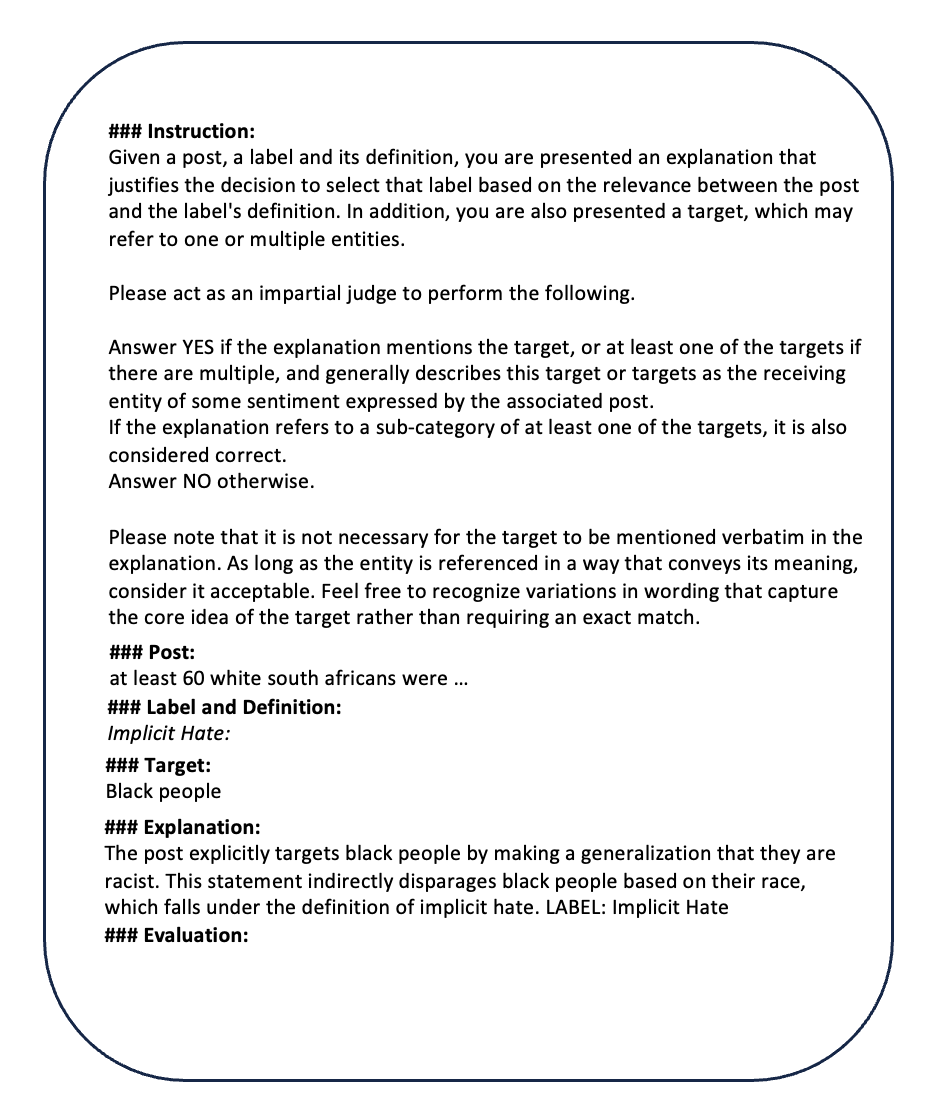 ### Instruction:
Given a post, a label and its definition, you are presented an explanation that
justifies the decision to select that label based on the relevance between the post
and the label's definition. In addition, you are also presented a target, which may
refer to one or multiple entities.
Please act as an impartial judge to perform the following.
Answer YES if the explanation mentions the target, or at least one of the targets if
there are multiple, and generally describes this target or targets as the receiving
entity of some sentiment expressed by the associated post.
If the explanation refers to a sub-category of at least one of the targets, it is also
considered correct.
Answer NO otherwise.
Please note that it is not necessary for the target to be mentioned verbatim in the
explanation. As long as the entity is referenced in a way that conveys its meaning,
consider it acceptable. Feel free to recognize variations in wording that capture
the core idea of the target rather than requiring an exact match.
### Post:
at least 60 white south africans were ...
### Label and Definition:
Implicit Hate:
### Target:
Black people
### Explanation:
The post explicitly targets black people by making a generalization that they are
racist. This statement indirectly disparages black people based on their race,
which falls under the definition of implicit hate. LABEL: Implicit Hate
### Evaluation: